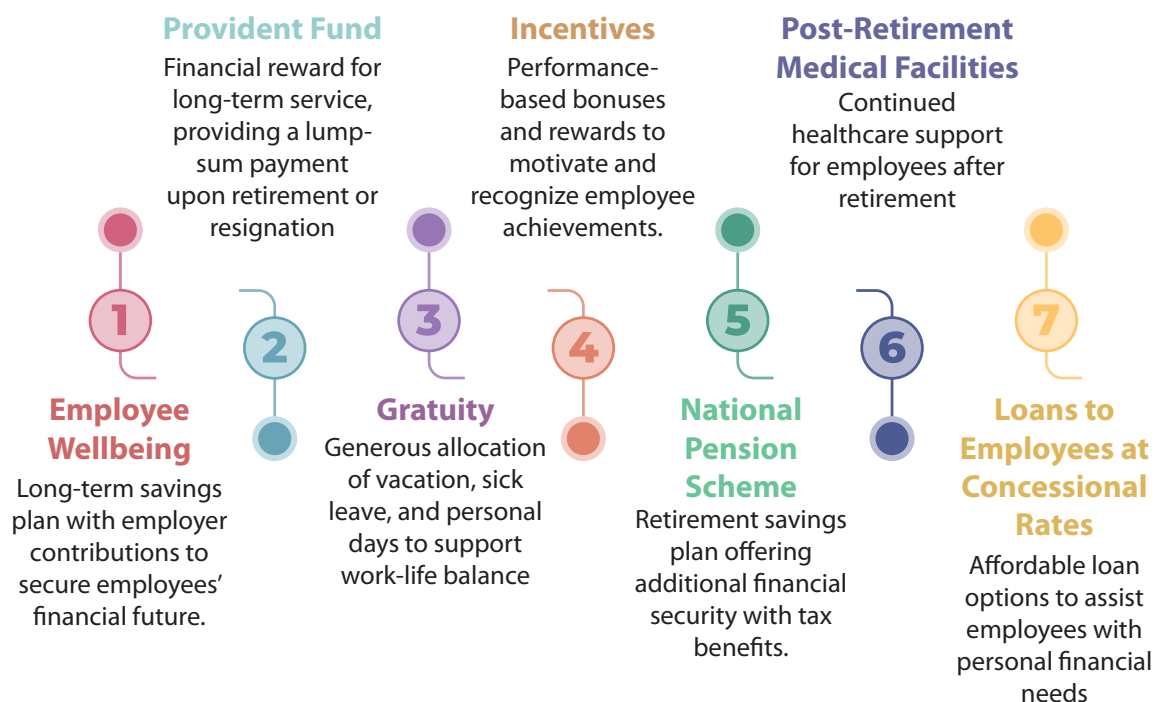 Provident Fund
Financial reward for
long-term service,
providing a lump-
sum payment
upon retirement or
resignation
Incentives
Performance-
based bonuses
and rewards to
motivate and
recognize employee
achievements.
Post-Retirement
Medical Facilities
Continued
healthcare support
for employees after
retirement
1
2
3
4
5
6
7
Employee
Wellbeing
Long-term savings
plan with employer
contributions to
secure employees’
financial future.
Gratuity
Generous allocation
of vacation, sick
leave, and personal
days to support
work-life balance
National
Pension
Scheme
Retirement savings
plan offering
additional financial
security with tax
benefits.
Loans to
Employees at
Concessional
Rates
Affordable loan
options to assist
employees with
personal financial
needs